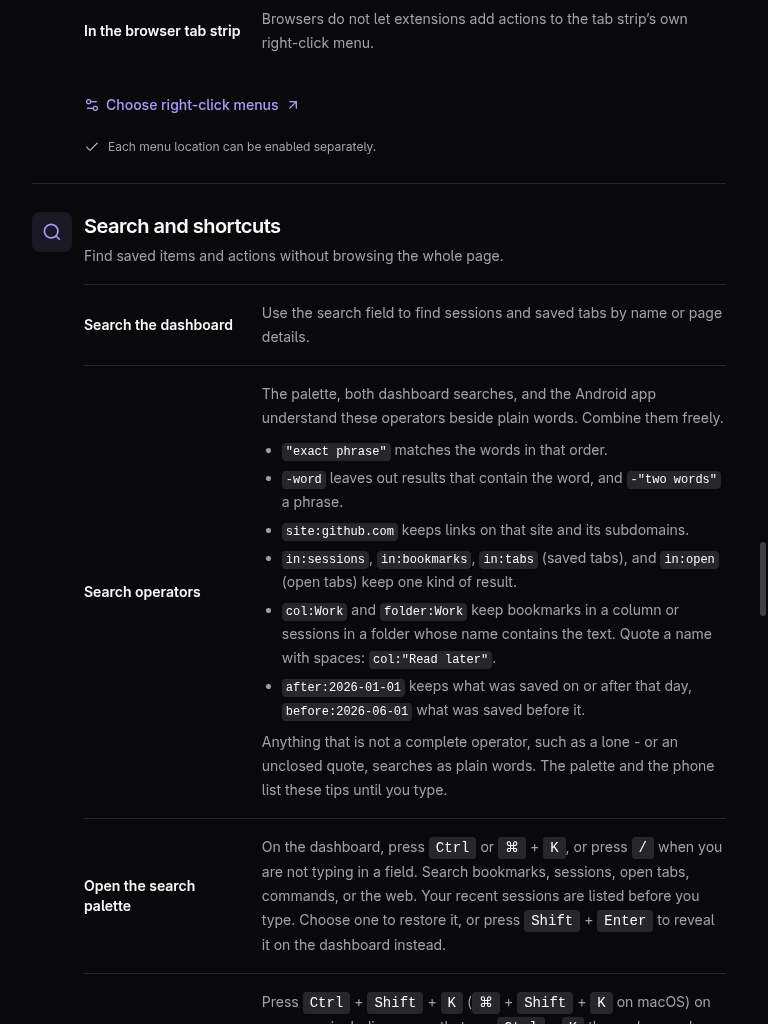 In the browser tab strip
Browsers do not let extensions add actions to the tab strip’s own
right-click menu.
Choose right-click menus
Each menu location can be enabled separately.
Search and shortcuts
Find saved items and actions without browsing the whole page.
Search the dashboard
Use the search field to find sessions and saved tabs by name or page
details.
Search operators
The palette, both dashboard searches, and the Android app
understand these operators beside plain words. Combine them freely.
• "exact phrase" matches the words in that order.
• -word leaves out results that contain the word, and -"two words"
a phrase.
• site:github.com keeps links on that site and its subdomains.
• in:sessions, in:bookmarks, in:tabs (saved tabs), and in:open
(open tabs) keep one kind of result.
• col:Work and folder:Work keep bookmarks in a column or
sessions in a folder whose name contains the text. Quote a name
with spaces: col:"Read later".
• after:2026-01-01 keeps what was saved on or after that day,
before:2026-06-01 what was saved before it.
Anything that is not a complete operator, such as a lone - or an
unclosed quote, searches as plain words. The palette and the phone
list these tips until you type.
Open the search
palette
On the dashboard, press Ctrl or ⌘ + K, or press / when you
are not typing in a field. Search bookmarks, sessions, open tabs,
commands, or the web. Your recent sessions are listed before you
type. Choose one to restore it, or press Shift + Enter to reveal
it on the dashboard instead.
Press Ctrl + Shift + K (⌘ + Shift + K on macOS) on